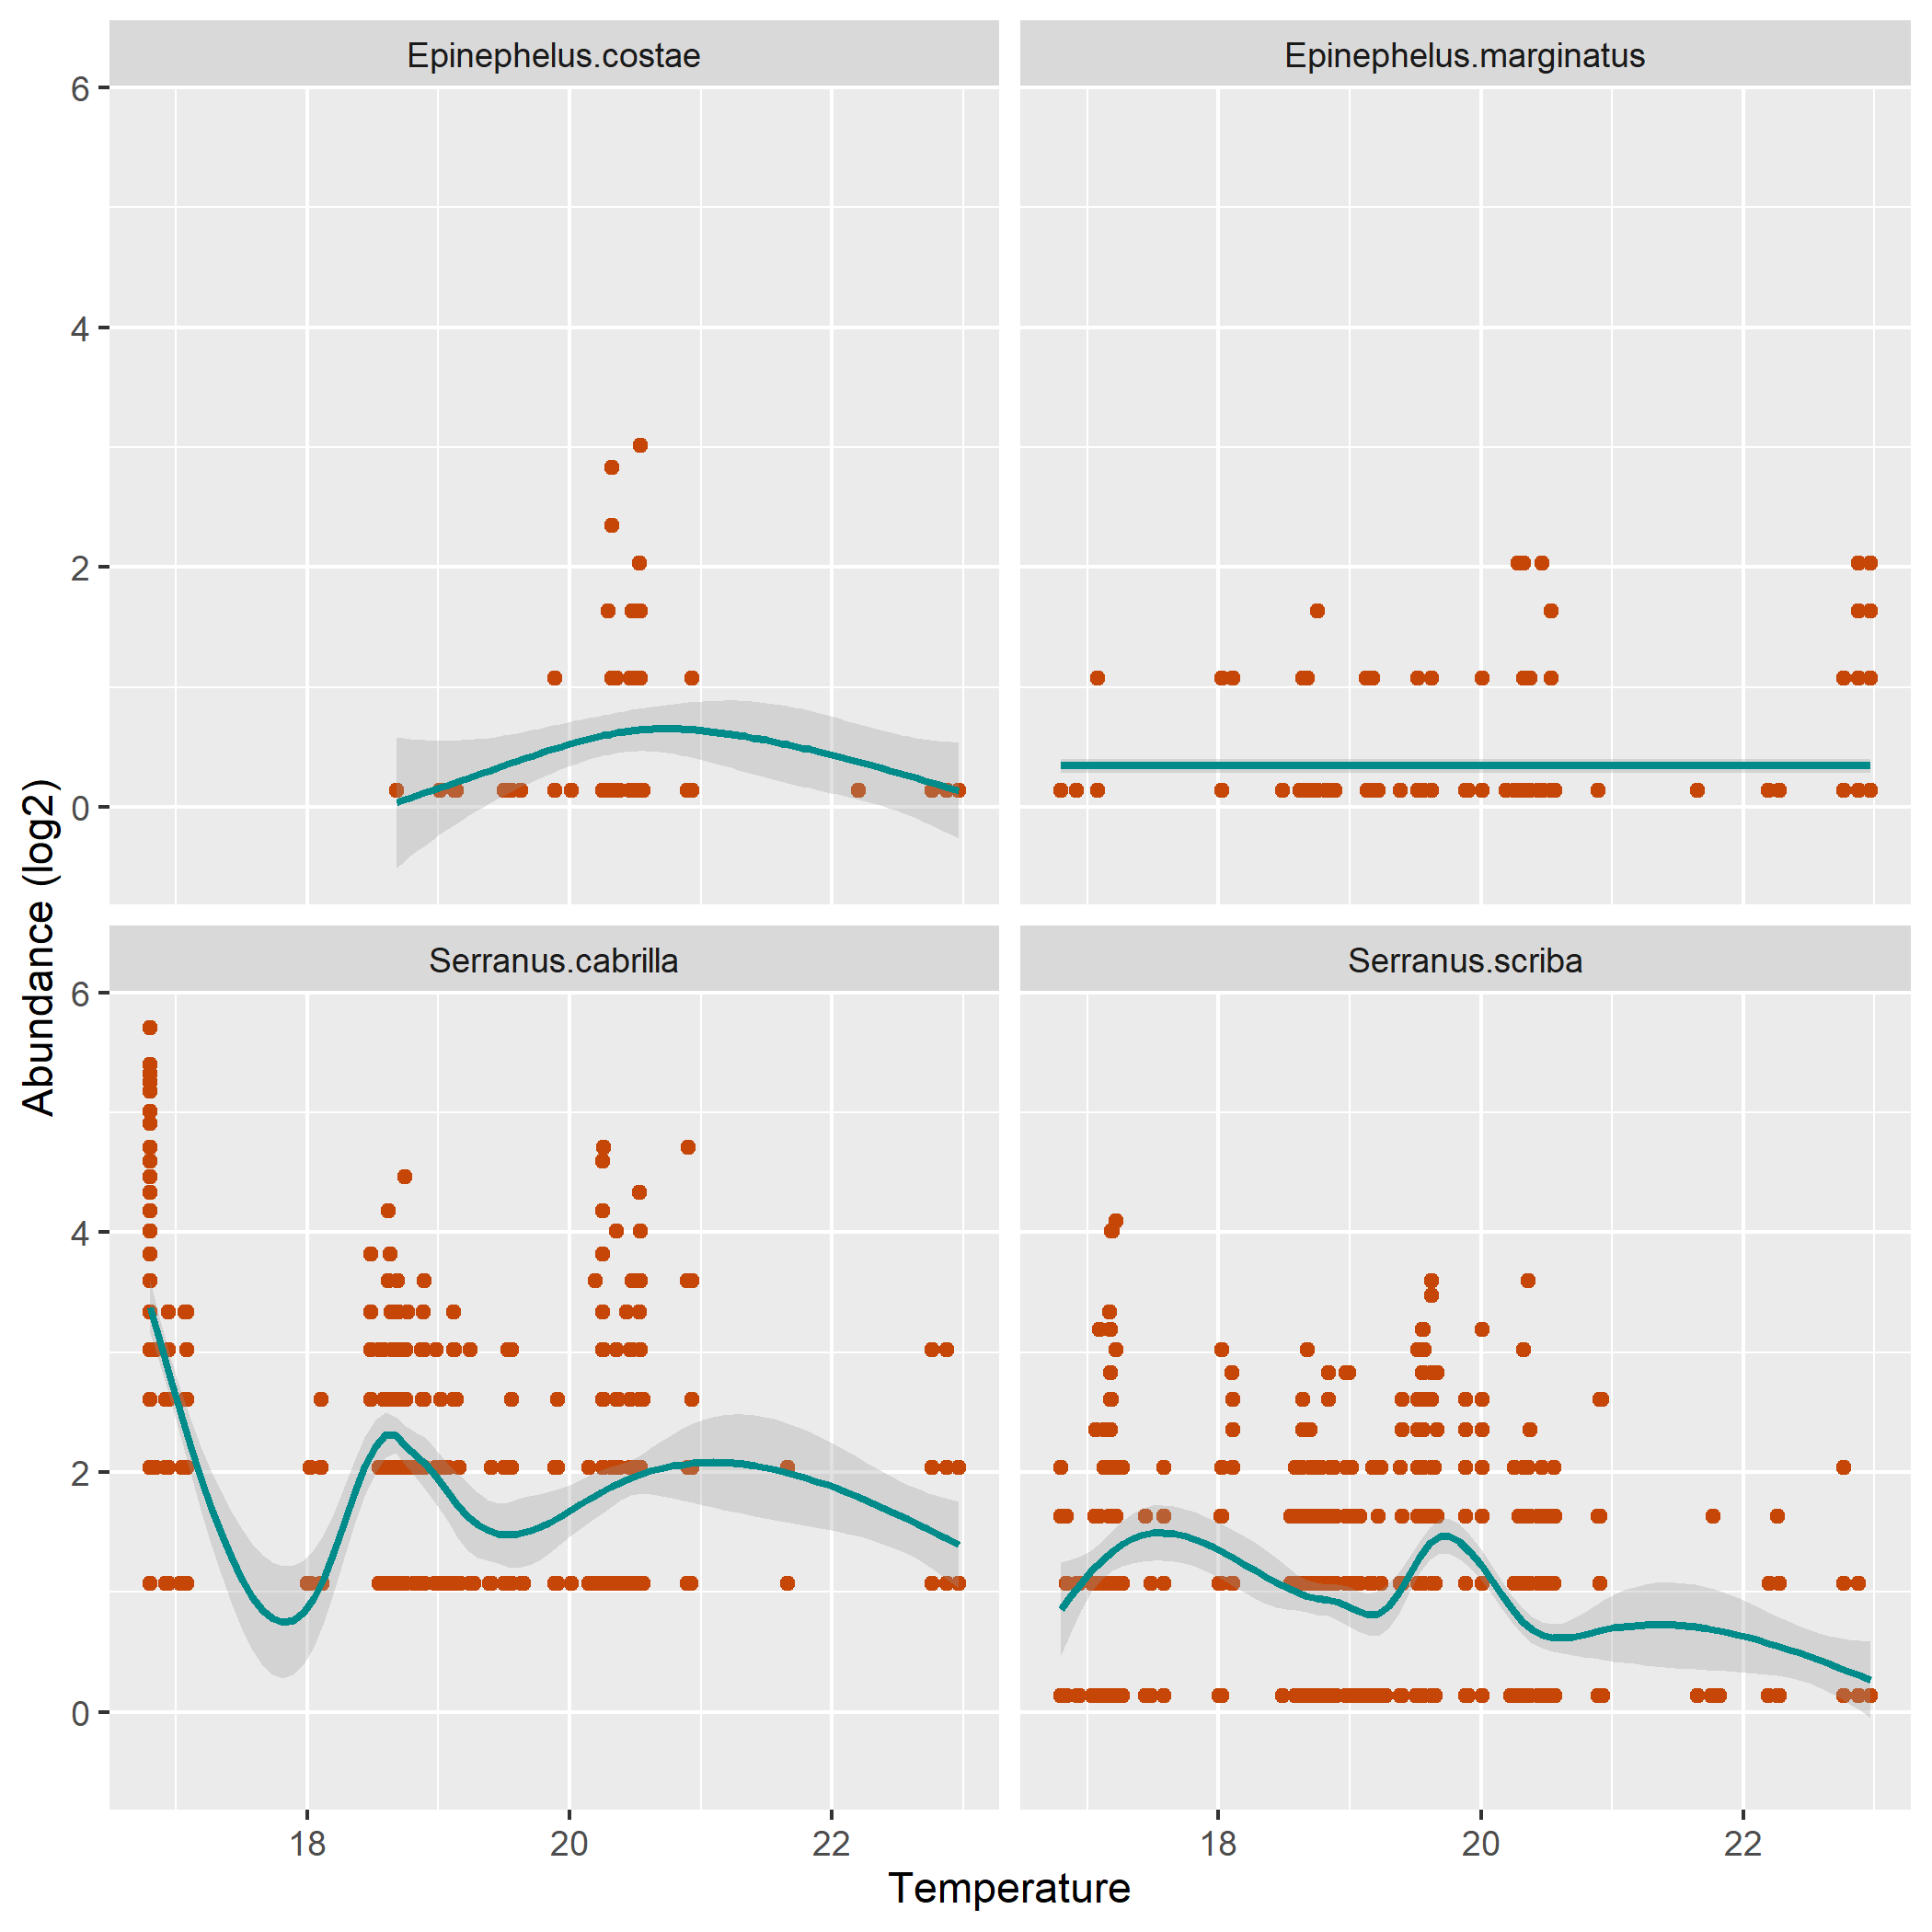 Epinephelus.costae
Epinephelus.marginatus
6
4
2
0
Serranus.cabrilla
Serranus.scriba
6
4
2
0
18
20
22
18
20
22
Temperature
Abundance (log2)